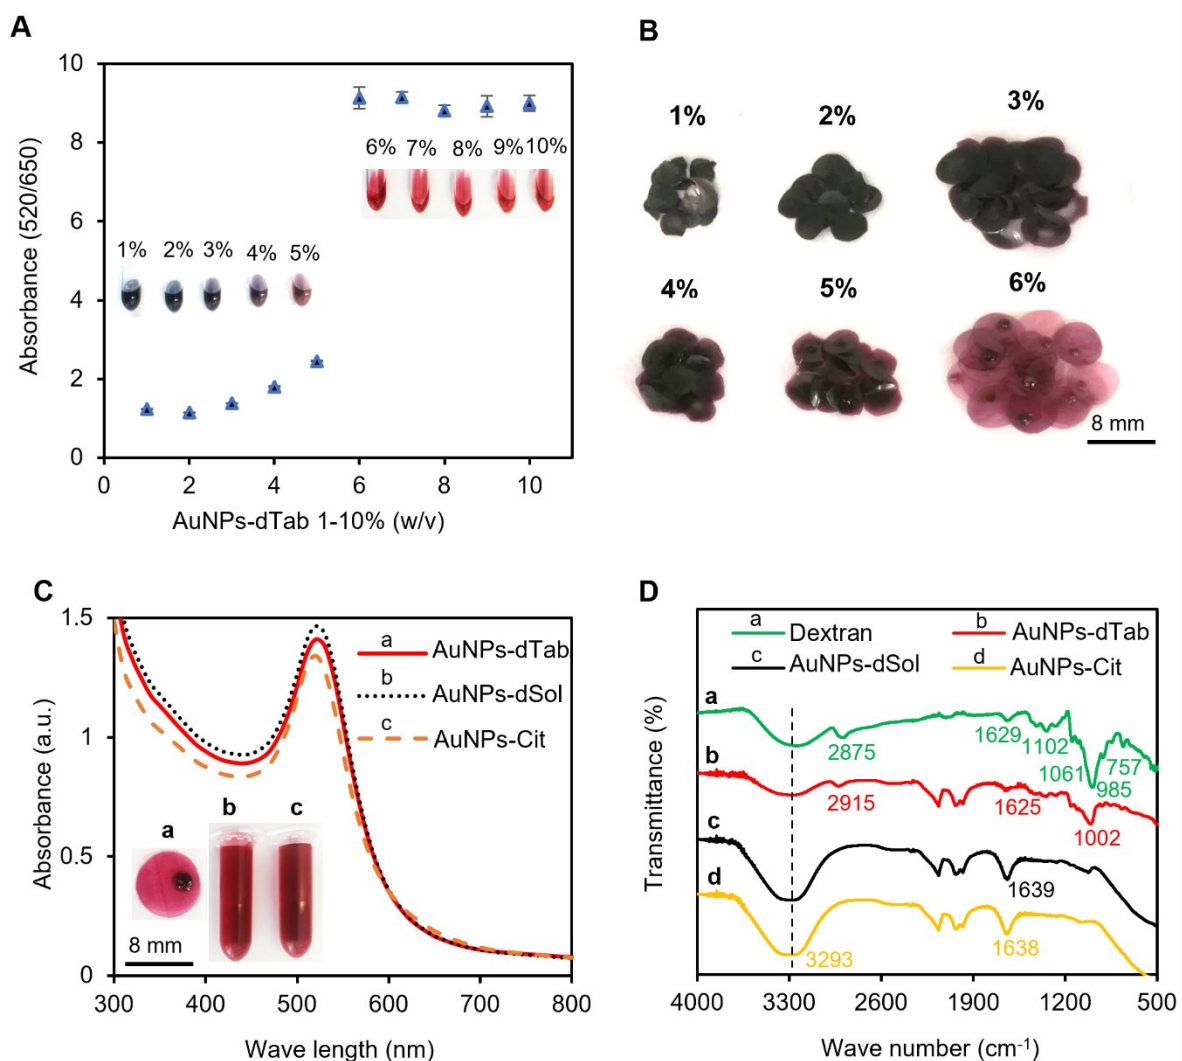 A
10
8
6
4
2
0
Absorbance (520/650)
6% 7% 8% 9% 10%
1% 2% 3% 4% 5%
0 2 4 6 8 10
AuNPs-dTab 1-10% (w/v)
B
1% 2% 3%
4% 5% 6%
8 mm
C
1.5
1
0.5
0
Absorbance (a.u.)
a
AuNPs-dTab
b
AuNPs-dSol
c
AuNPs-Cit
a b c
8 mm
300 400 500 600 700 800
Wave length (nm)
D
Transmittance (%)
a
Dextran
b
AuNPs-dTab
c
AuNPs-dSol
d
AuNPs-Cit
a
2875 1629 1102 757
1061 985
b
2915 1625
1002
c
1639
d
3293 1638
4000 3300 2600 1900 1200 500
Wave number (cm⁻¹)